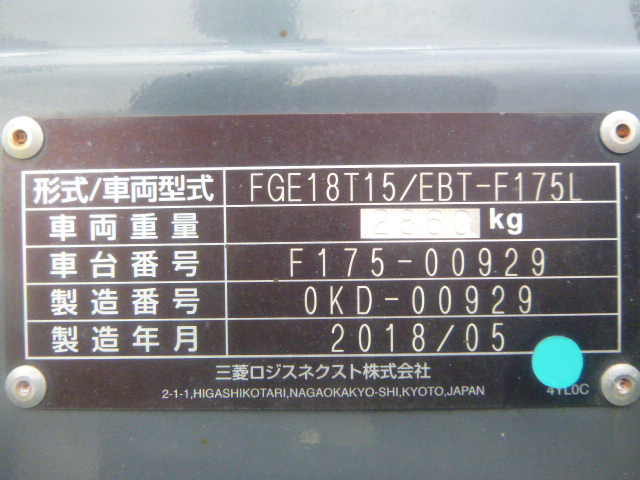 形式/車両型式 FGE18T15/EBT-F175L
車両重量 2860 kg
車台番号 F175-00929
製造番号 0KD-00929
製造年月 2018/05
三菱ロジスネクスト株式会社
2-1-1,HIGASHIKOTARI,NAGAOKAKYO-SHI,KYOTO,JAPAN